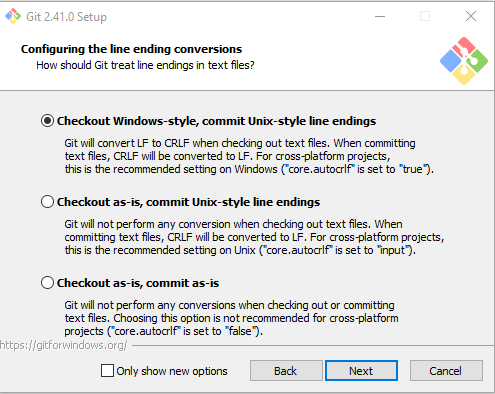 Git 2.41.0 Setup
Configuring the line ending conversions
How should Git treat line endings in text files?
Checkout Windows-style, commit Unix-style line endings
Git will convert LF to CRLF when checking out text files. When committing
text files, CRLF will be converted to LF. For cross-platform projects,
this is the recommended setting on Windows ("core.autocrlf" is set to "true").
Checkout as-is, commit Unix-style line endings
Git will not perform any conversion when checking out text files. When
committing text files, CRLF will be converted to LF. For cross-platform projects,
this is the recommended setting on Unix ("core.autocrlf" is set to "input").
Checkout as-is, commit as-is
Git will not perform any conversions when checking out or committing
text files. Choosing this option is not recommended for cross-platform
projects ("core.autocrlf" is set to "false").
https://gitforwindows.org/
Only show new options
Back
Next
Cancel